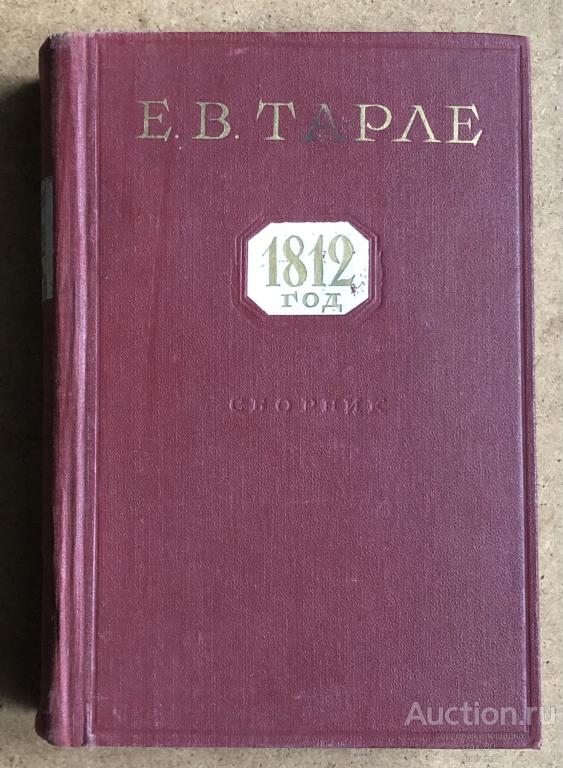 Е. В. ТАРЛЕ
1812
ГОД
СБОРНИК
Auction.ru